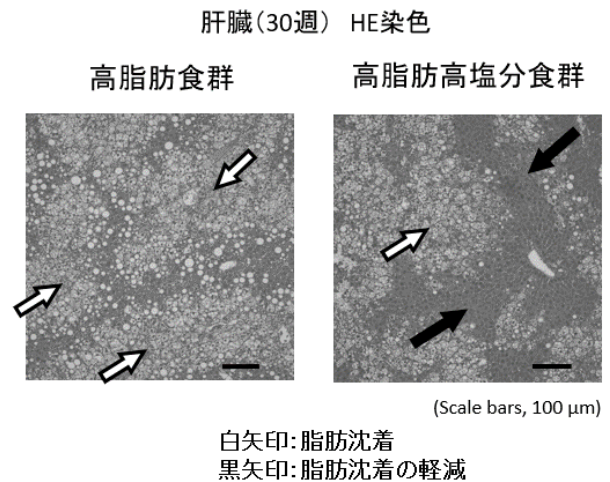 肝臓(30週) HE染色
高脂肪食群
高脂肪高塩分食群
(Scale bars, 100 μm)
白矢印:脂肪沈着
黒矢印:脂肪沈着の軽減